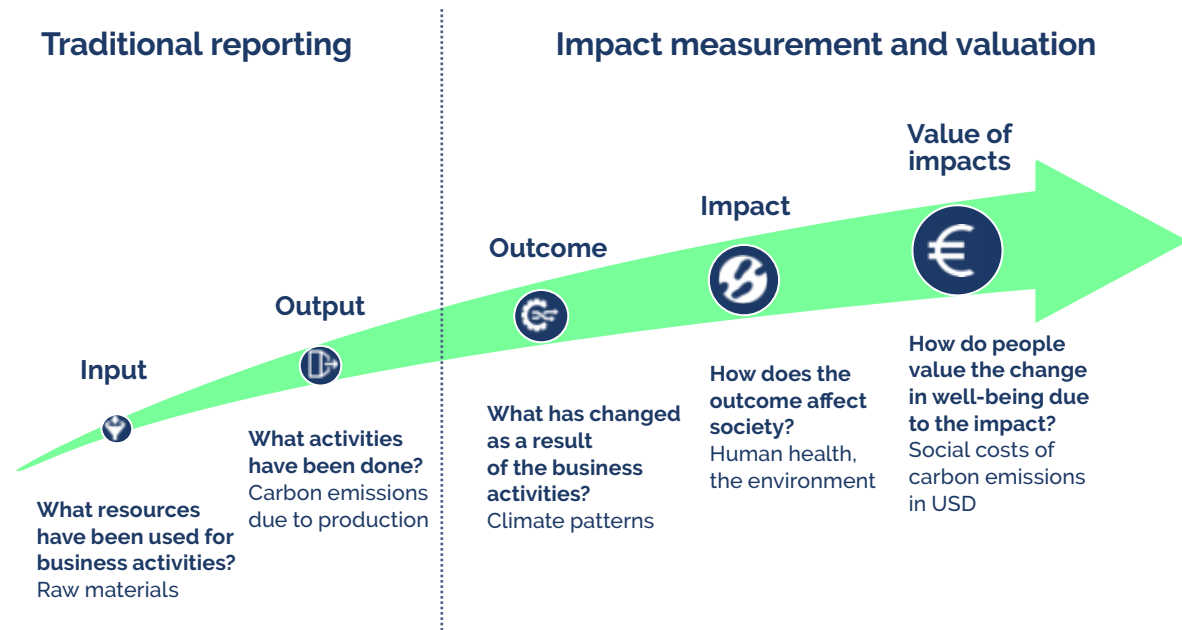 Traditional reporting
Impact measurement and valuation
Input
What resources
have been used for
business activities?
Raw materials
Output
What activities
have been done?
Carbon emissions
due to production
Outcome
What has changed
as a result
of the business
activities?
Climate patterns
Impact
How does the
outcome affect
society?
Human health,
the environment
Value of
impacts
€
How do people
value the change
in well-being due
to the impact?
Social costs of
carbon emissions
in USD